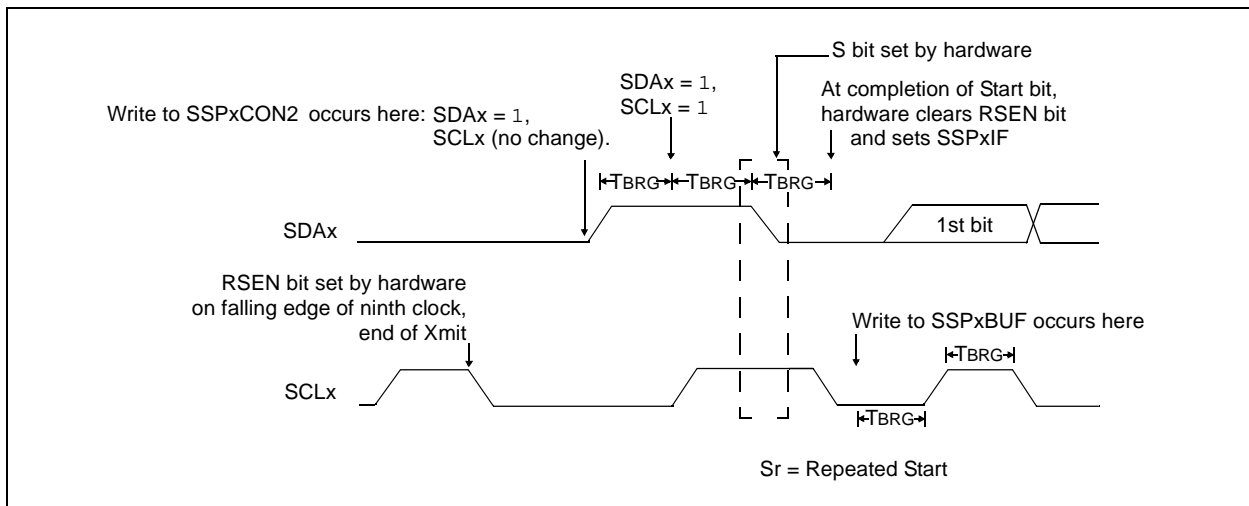 S bit set by hardware
SDAx = 1,
SCLx = 1
At completion of Start bit,
hardware clears RSEN bit
and sets SSPxIF
Write to SSPxCON2 occurs here: SDAx = 1,
SCLx (no change).
TBRG TBRG TBRG
SDAx
1st bit
RSEN bit set by hardware
on falling edge of ninth clock,
end of Xmit
Write to SSPxBUF occurs here
TBRG
SCLx
TBRG
Sr = Repeated Start